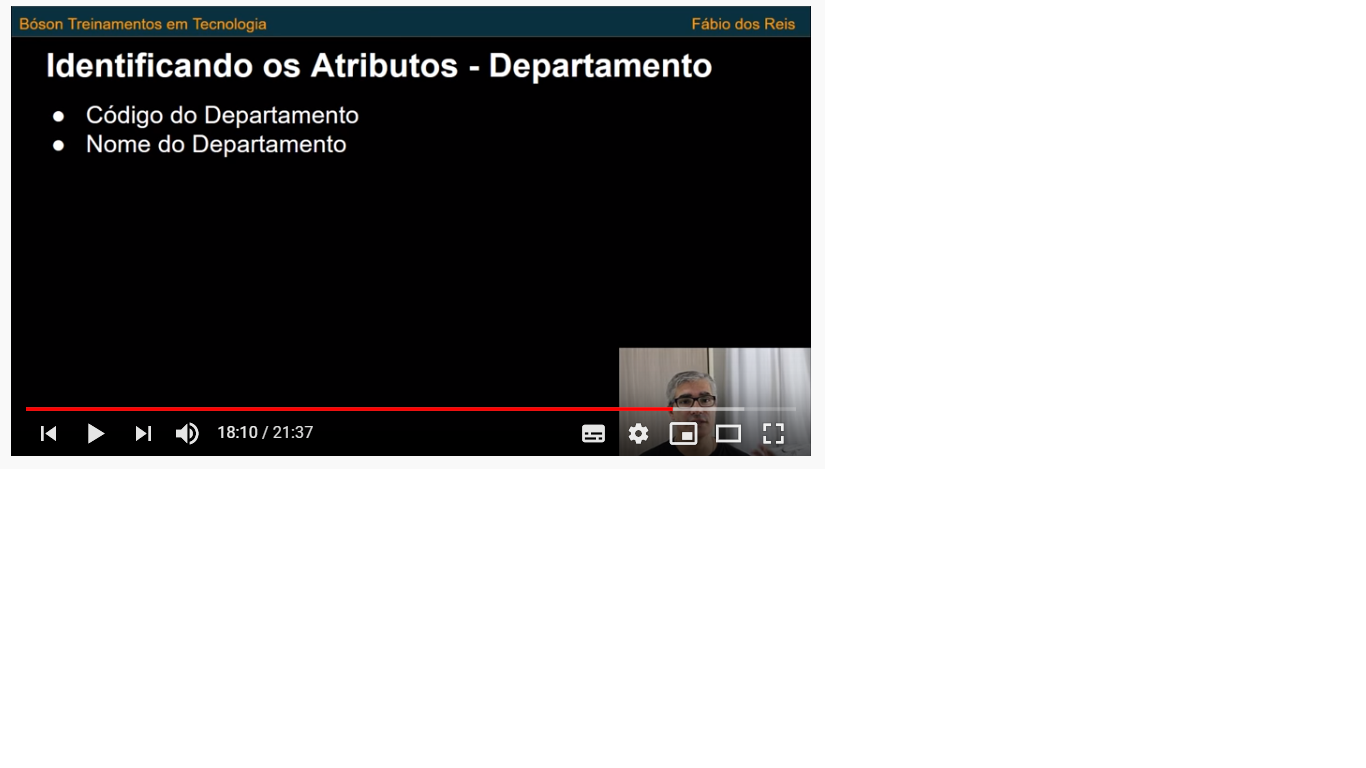 Bóson Treinamentos em Tecnologia
Fábio dos Reis
Identificando os Atributos - Departamento
● Código do Departamento
● Nome do Departamento
18:10 / 21:37